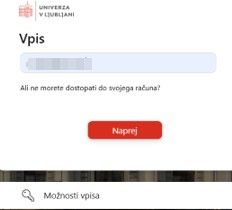 UNIVERZA
V LJUBLJANI
Vpis
Ali ne morete dostopati do svojega računa?
Naprej
Možnosti vpisa